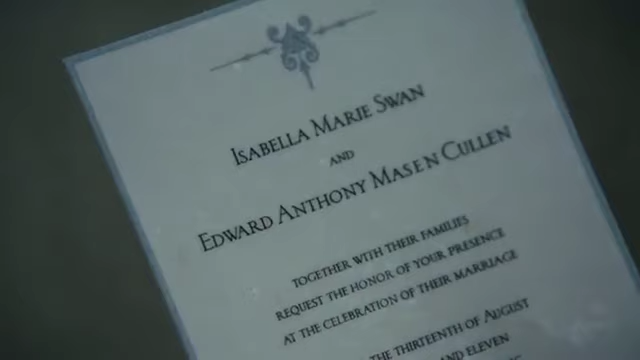 Isabella Marie Swan
and
Edward Anthony Masen Cullen
together with their families
request the honor of your presence
at the celebration of their marriage
the thirteenth of August
and eleven